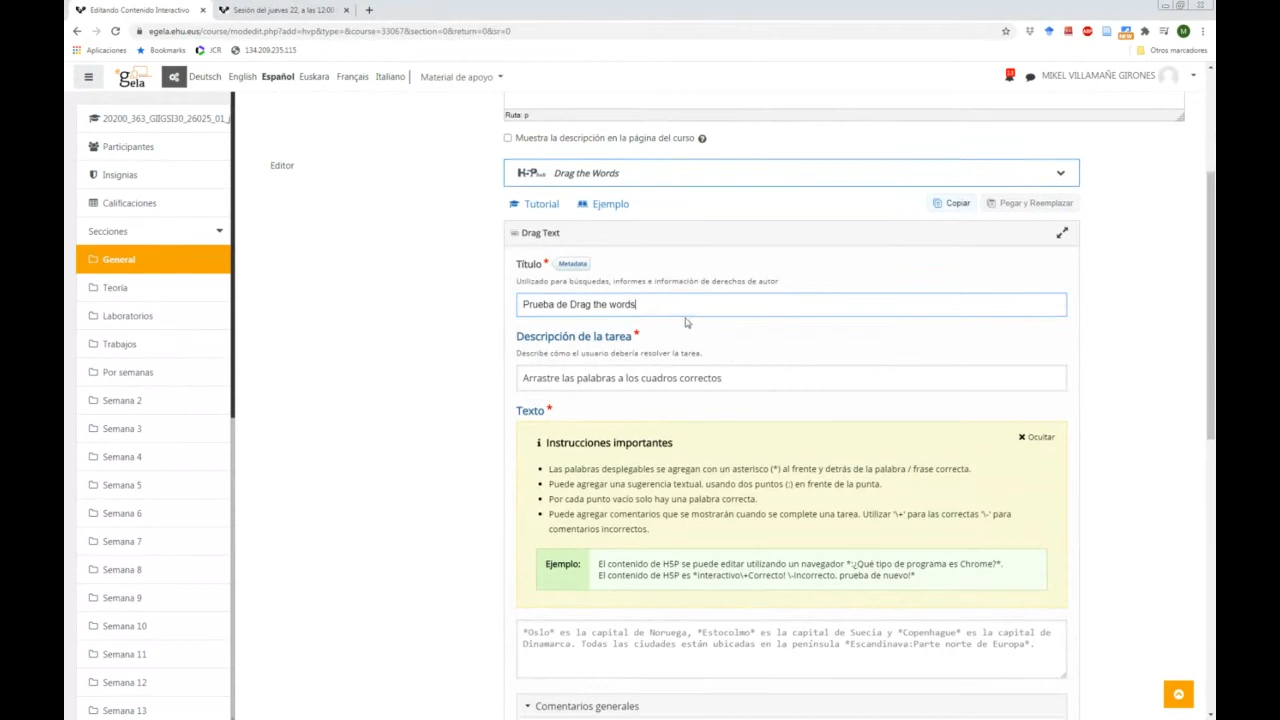 Editando Contenido Interactivo
Sesión del jueves 22, a las 12:00
egela.ehu.eus/course/modedit.php?add=hvp&type=&course=33067&section=0&return=0&sr=0
Aplicaciones
Bookmarks
JCR
134.209.235.115
Otros marcadores
gela
Deutsch
English
Español
Euskara
Français
Italiano
Material de apoyo
MIKEL VILLAMAÑE GIRONES
20200_363_GIIGSI30_26025_01_
Participantes
Insignias
Calificaciones
Secciones
General
Teoría
Laboratorios
Trabajos
Por semanas
Semana 2
Semana 3
Semana 4
Semana 5
Semana 6
Semana 7
Semana 8
Semana 9
Semana 10
Semana 11
Semana 12
Semana 13
Ruta: p
Muestra la descripción en la página del curso
Editor
H5P Drag the Words
Tutorial
Ejemplo
Copiar
Pegar y Reemplazar
Drag Text
Título *
Metadata
Utilizado para búsquedas, informes e información de derechos de autor
Prueba de Drag the words
Descripción de la tarea *
Describe cómo el usuario debería resolver la tarea.
Arrastre las palabras a los cuadros correctos
Texto *
Instrucciones importantes
Ocultar
Las palabras desplegables se agregan con un asterisco (*) al frente y detrás de la palabra / frase correcta.
Puede agregar una sugerencia textual, usando dos puntos (:) en frente de la punta.
Por cada punto vacío solo hay una palabra correcta.
Puede agregar comentarios que se mostrarán cuando se complete una tarea. Utilizar '\+' para las correctas '\-' para
comentarios incorrectos.
Ejemplo:
El contenido de H5P se puede editar utilizando un navegador *:¿Qué tipo de programa es Chrome?*.
El contenido de H5P es *interactivo\+Correcto! \-Incorrecto, prueba de nuevo!*
*Oslo* es la capital de Noruega, *Estocolmo* es la capital de Suecia y *Copenhague* es la capital de
Dinamarca. Todas las ciudades están ubicadas en la península *Escandinava:Parte norte de Europa*.
Comentarios generales